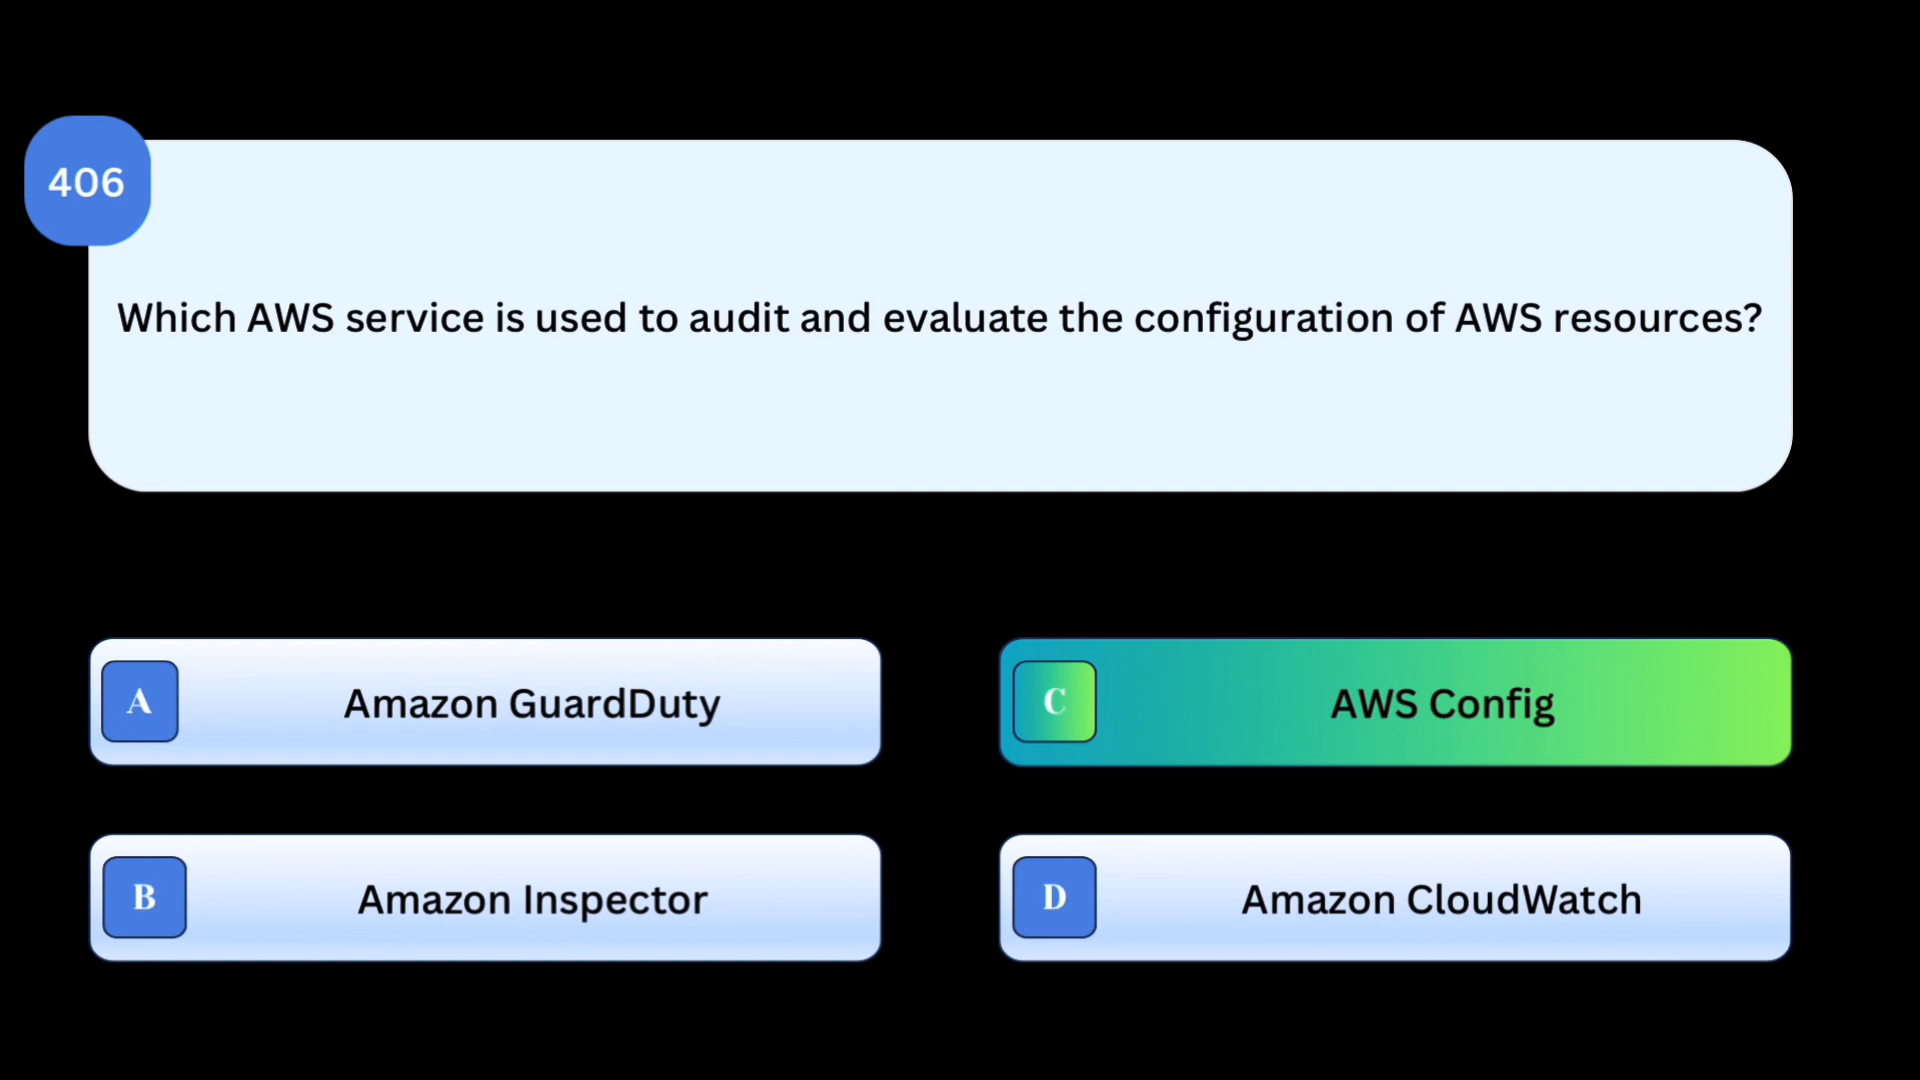 406
Which AWS service is used to audit and evaluate the configuration of AWS resources?
A
Amazon GuardDuty
C
AWS Config
B
Amazon Inspector
D
Amazon CloudWatch